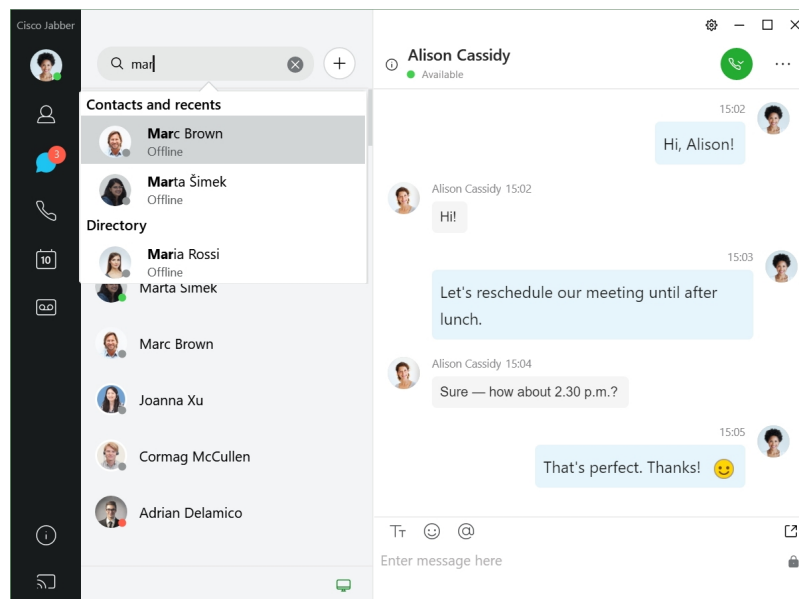 Cisco Jabber
mar
Contacts and recents
Marc Brown
Offline
Marta Šimek
Offline
Directory
Maria Rossi
Offline
Marta Šimek
Marc Brown
Joanna Xu
Cormag McCullen
Adrian Delamico
3
10
Alison Cassidy
Available
15:02
Hi, Alison!
Alison Cassidy 15:02
Hi!
15:03
Let's reschedule our meeting until after
lunch.
Alison Cassidy 15:04
Sure — how about 2.30 p.m.?
15:05
That's perfect. Thanks!
TT
Enter message here